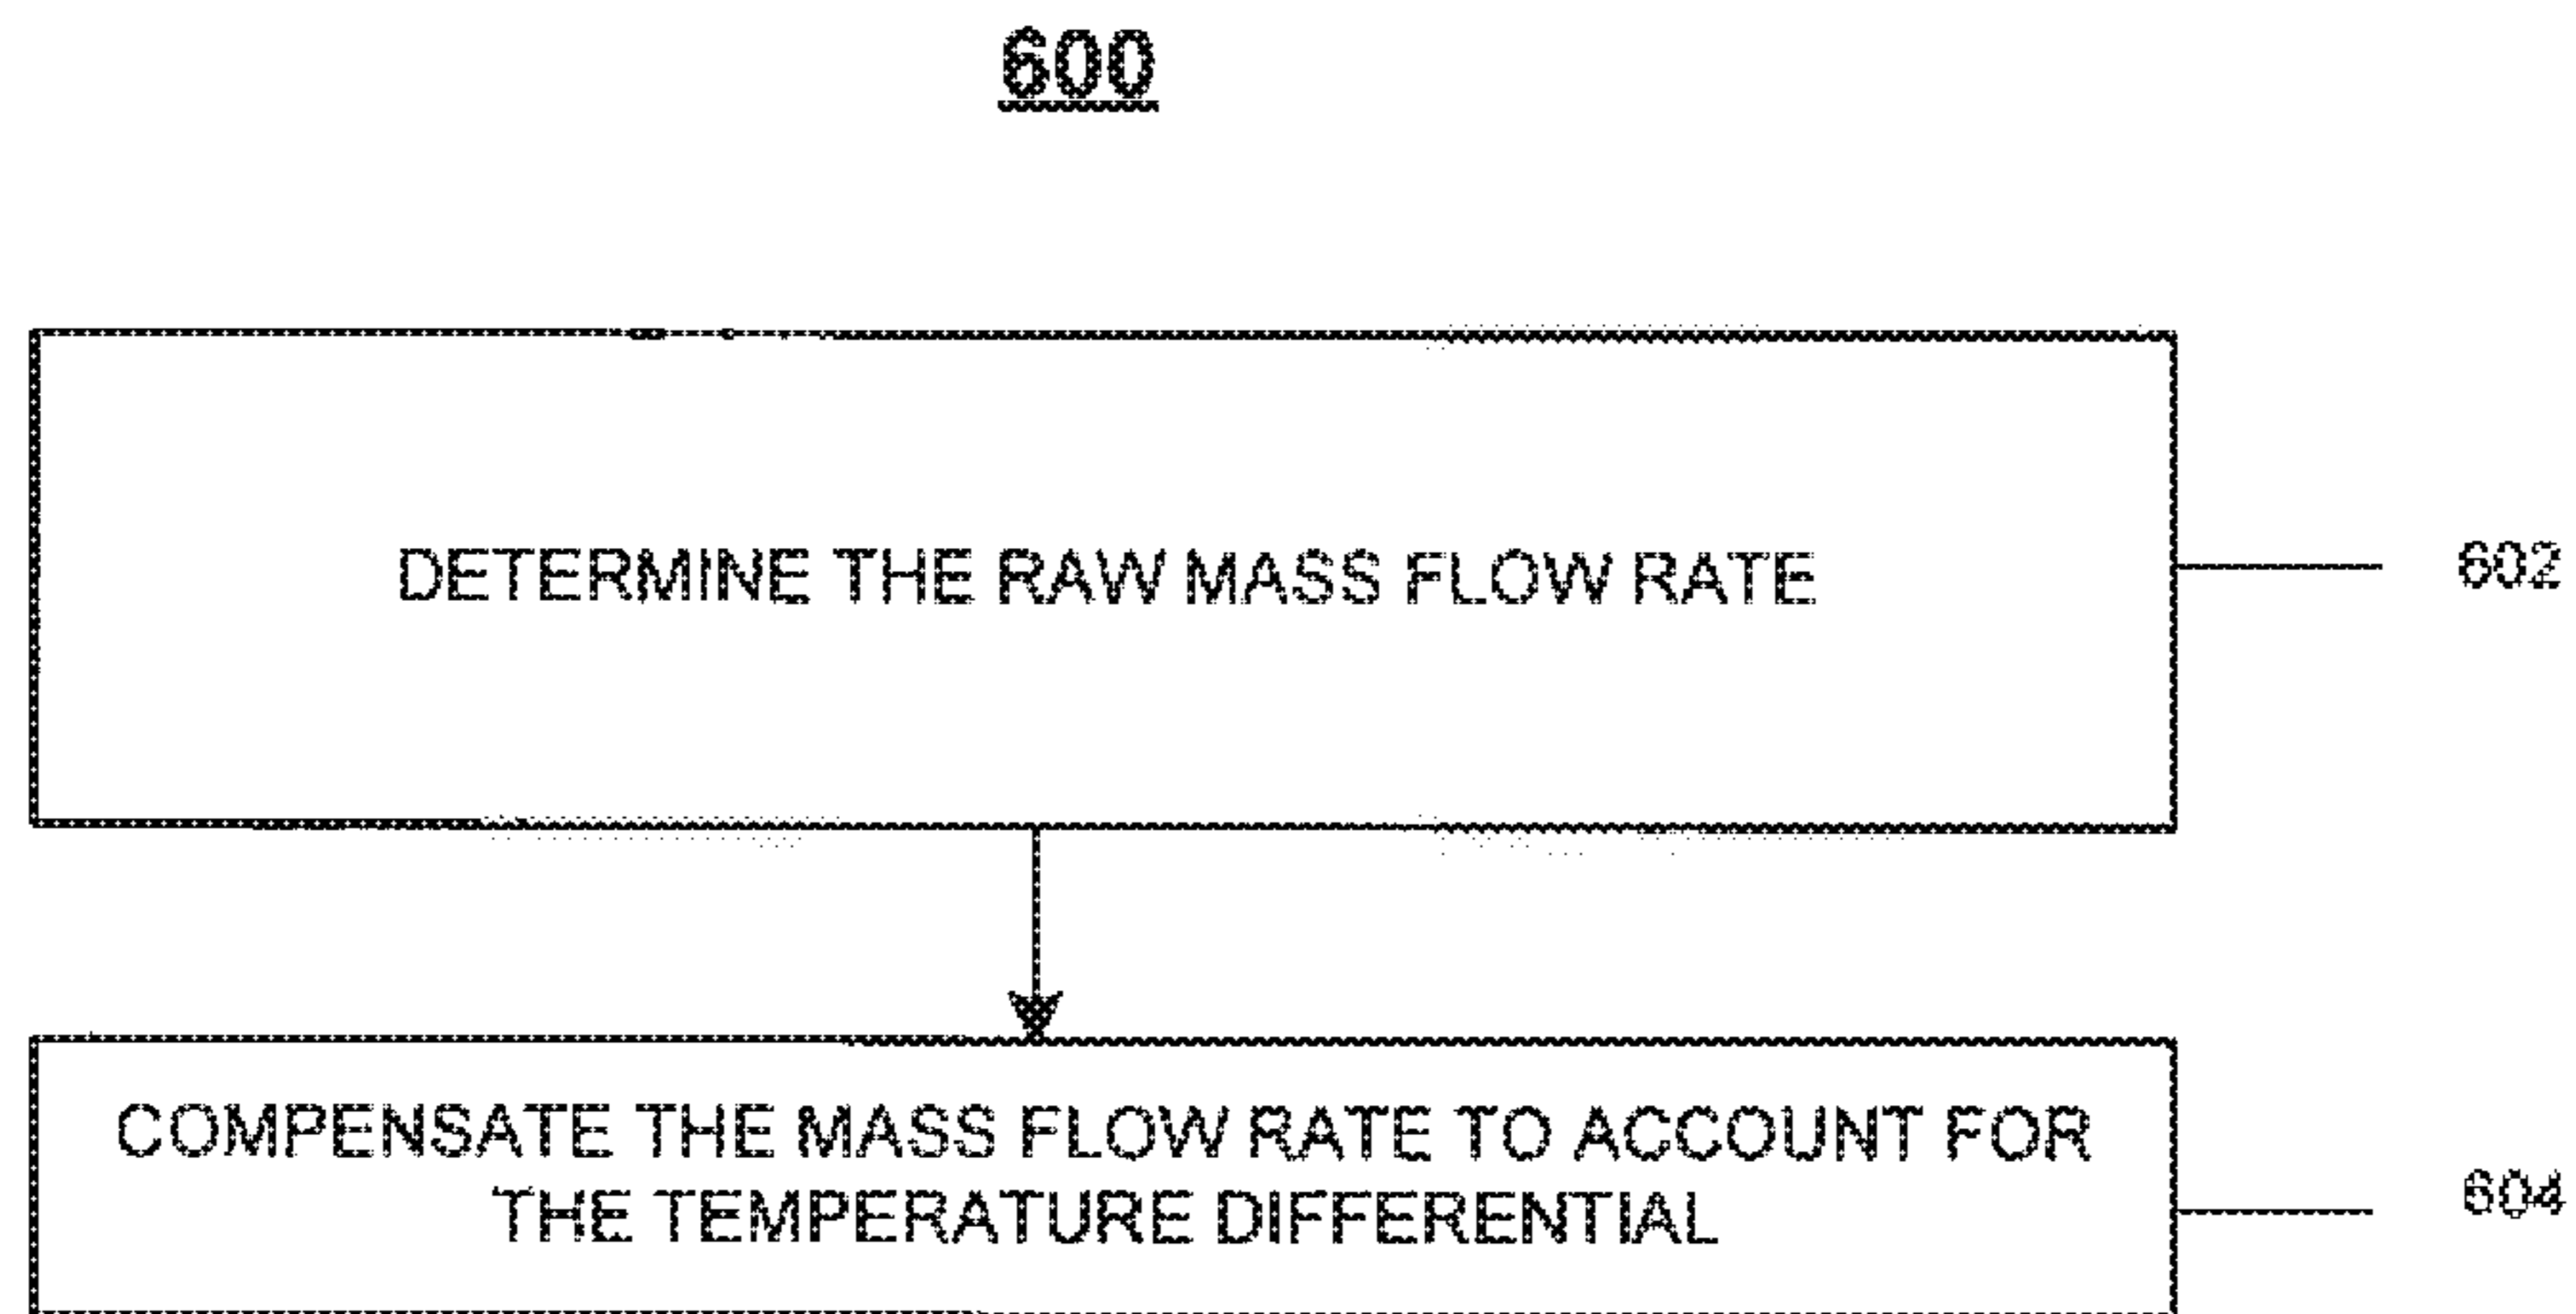 600
DETERMINE THE RAW MASS FLOW RATE
602
COMPENSATE THE MASS FLOW RATE TO ACCOUNT FOR
THE TEMPERATURE DIFFERENTIAL
604